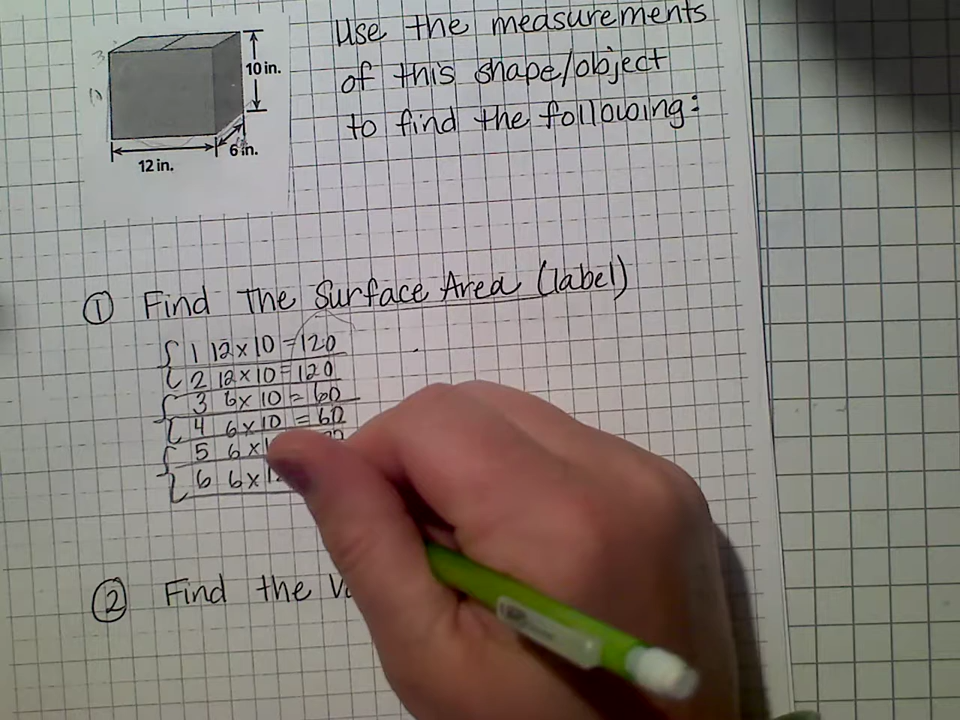 Use the measurements
of this shape/object
to find the following:
10 in.
6 in.
12 in.
① Find The Surface Area (label)
1 12x10=120
2 12x10=120
3 6x10=60
4 6x10=60
5 6x
6 6x
② Find the